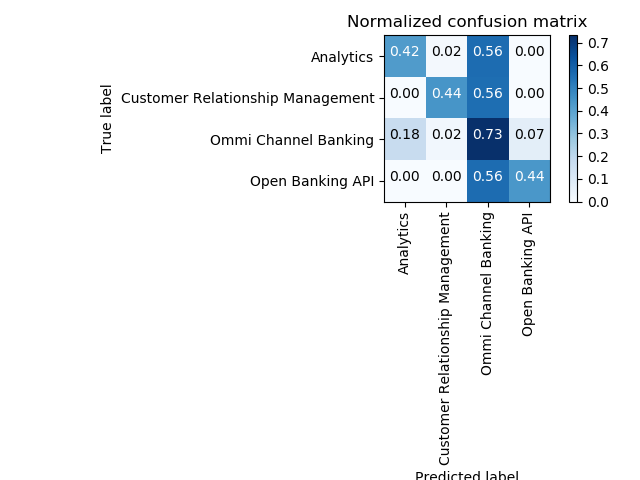 Normalized confusion matrix
True label
Analytics
0.42 0.02 0.56 0.00
Customer Relationship Management
0.00 0.44 0.56 0.00
Ommi Channel Banking
0.18 0.02 0.73 0.07
Open Banking API
0.00 0.00 0.56 0.44
0.7
0.6
0.5
0.4
0.3
0.2
0.1
0.0
Analytics
Customer Relationship Management
Ommi Channel Banking
Open Banking API
Predicted label